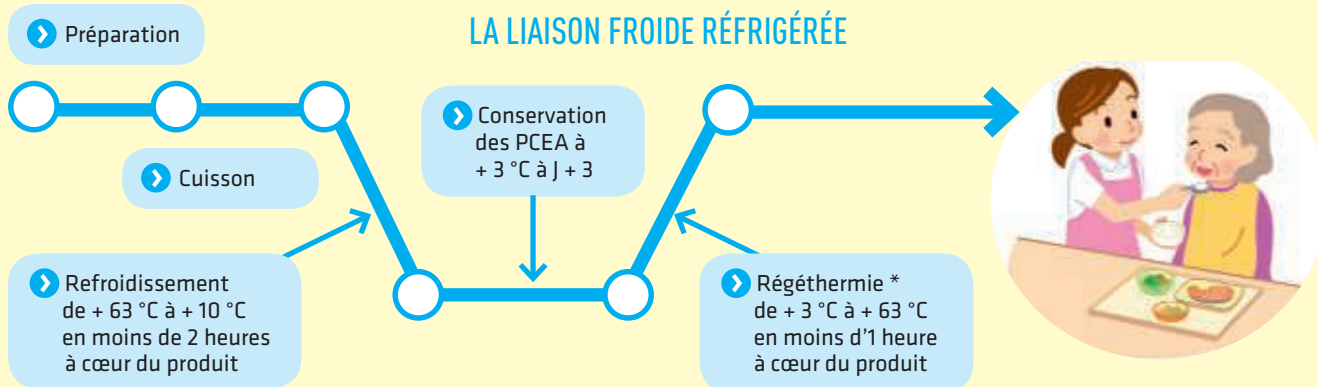 LA LIAISON FROIDE RÉFRIGÉRÉE
Préparation
Cuisson
Refroidissement
de + 63 °C à + 10 °C
en moins de 2 heures
à cœur du produit
Conservation
des PCEA à
+ 3 °C à J + 3
Régéthermie *
de + 3 °C à + 63 °C
en moins d'1 heure
à cœur du produit